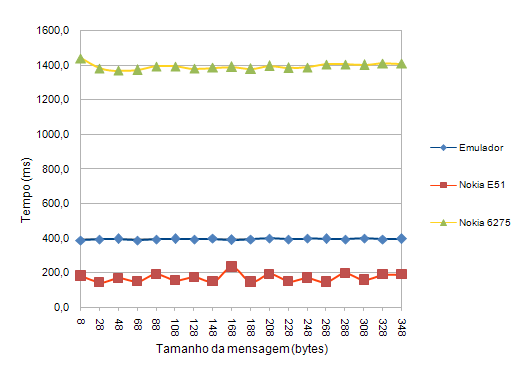 1600,0
1400,0
1200,0
1000,0
800,0
600,0
400,0
200,0
0,0
Tempo (ms)
8 28 48 68 88 108 128 148 168 188 208 228 248 268 288 308 328 348
Tamanho da mensagem (bytes)
Emulador
Nokia E51
Nokia 6275